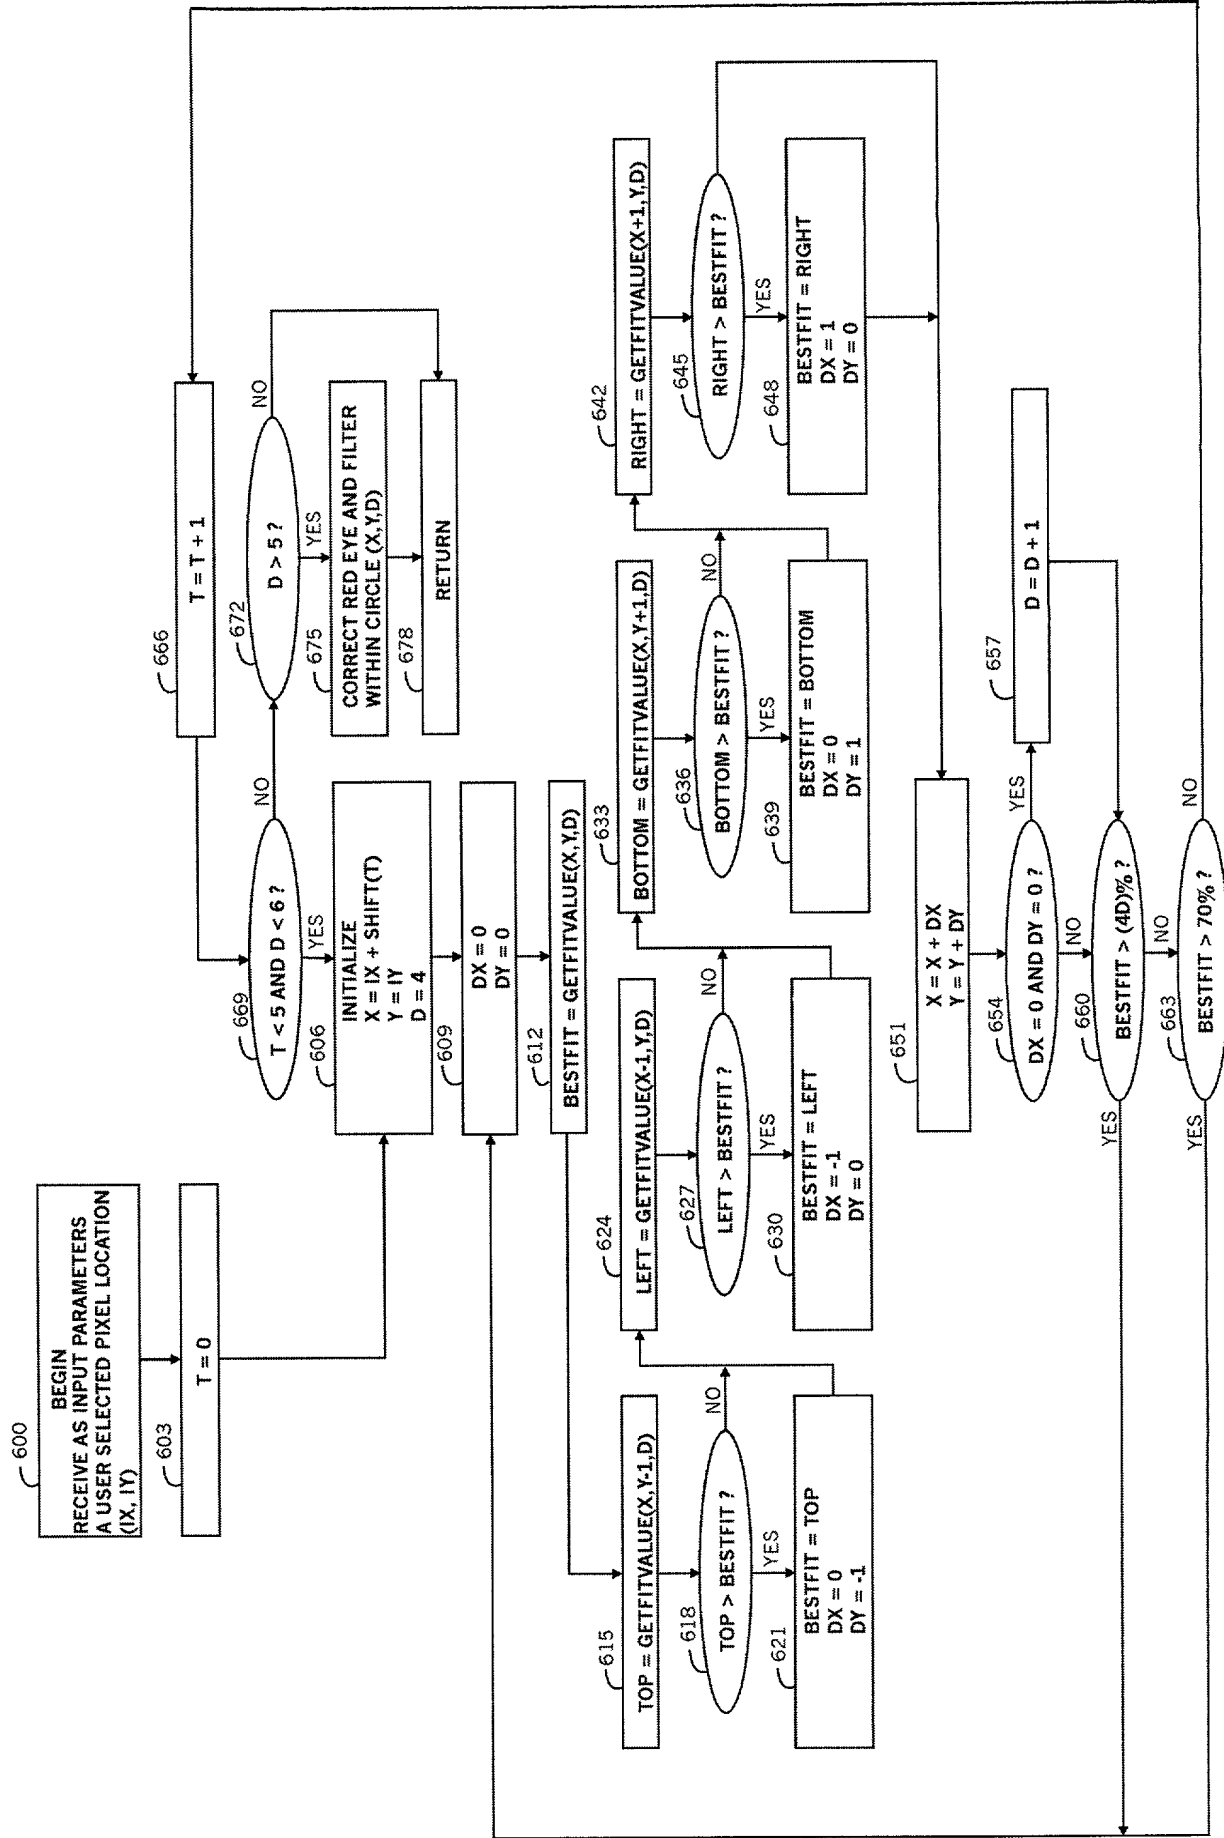 600
BEGIN
RECEIVE AS INPUT PARAMETERS
A USER SELECTED PIXEL LOCATION
(IX, IY)
603
T = 0
666
T = T + 1
669
T < 5 AND D < 6 ?
NO
YES
672
D > 5 ?
NO
YES
675
CORRECT RED EYE AND FILTER
WITHIN CIRCLE (X,Y,D)
678
RETURN
606
INITIALIZE
X = IX + SHIFT(T)
Y = IY
D = 4
609
DX = 0
DY = 0
612
BESTFIT = GETFITVALUE(X,Y,D)
615
TOP = GETFITVALUE(X,Y-1,D)
618
TOP > BESTFIT ?
NO
YES
621
BESTFIT = TOP
DX = 0
DY = -1
624
LEFT = GETFITVALUE(X-1,Y,D)
627
LEFT > BESTFIT ?
NO
YES
630
BESTFIT = LEFT
DX = -1
DY = 0
633
BOTTOM = GETFITVALUE(X,Y+1,D)
636
BOTTOM > BESTFIT ?
NO
YES
639
BESTFIT = BOTTOM
DX = 0
DY = 1
642
RIGHT = GETFITVALUE(X+1,Y,D)
645
RIGHT > BESTFIT ?
YES
648
BESTFIT = RIGHT
DX = 1
DY = 0
651
X = X + DX
Y = Y + DY
654
DX = 0 AND DY = 0 ?
YES
NO
657
D = D + 1
660
BESTFIT > (4D)% ?
YES
NO
663
BESTFIT > 70% ?
YES
NO